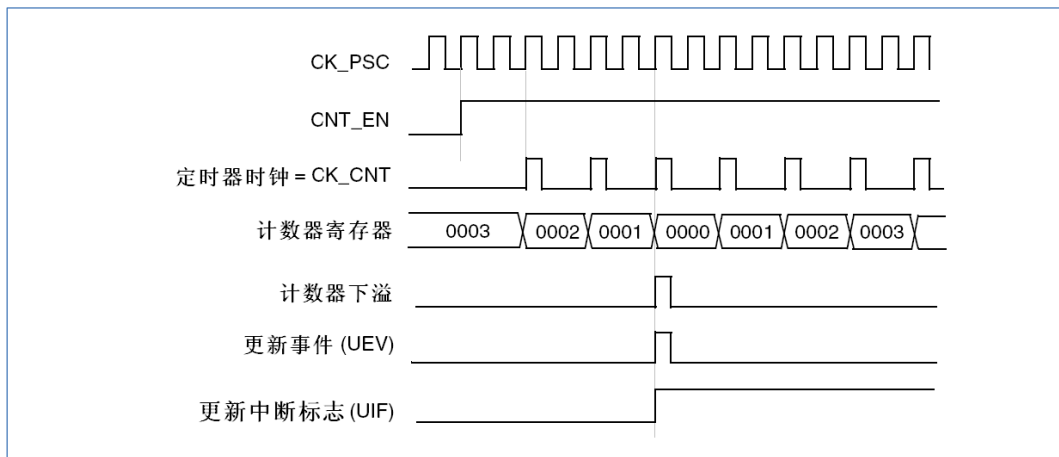 CK_PSC
CNT_EN
定时器时钟 = CK_CNT
计数器寄存器 0003 0002 0001 0000 0001 0002 0003
计数器下溢
更新事件 (UEV)
更新中断标志 (UIF)